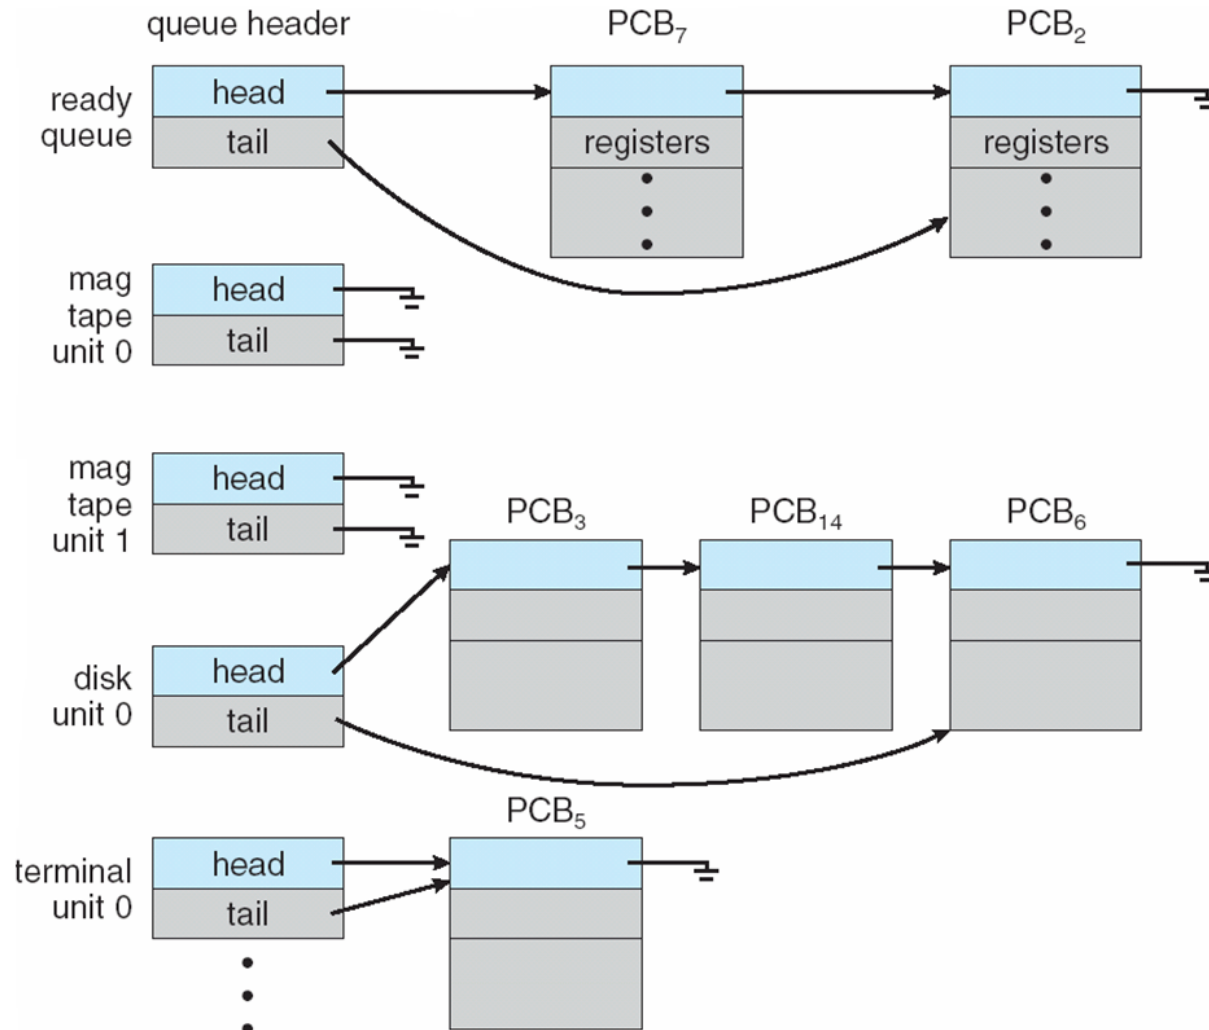 queue header
PCB₇
PCB₂
ready
queue
head
tail
registers
registers
mag
tape
unit 0
head
tail
mag
tape
unit 1
head
tail
PCB₃
PCB₁₄
PCB₆
disk
unit 0
head
tail
PCB₅
terminal
unit 0
head
tail